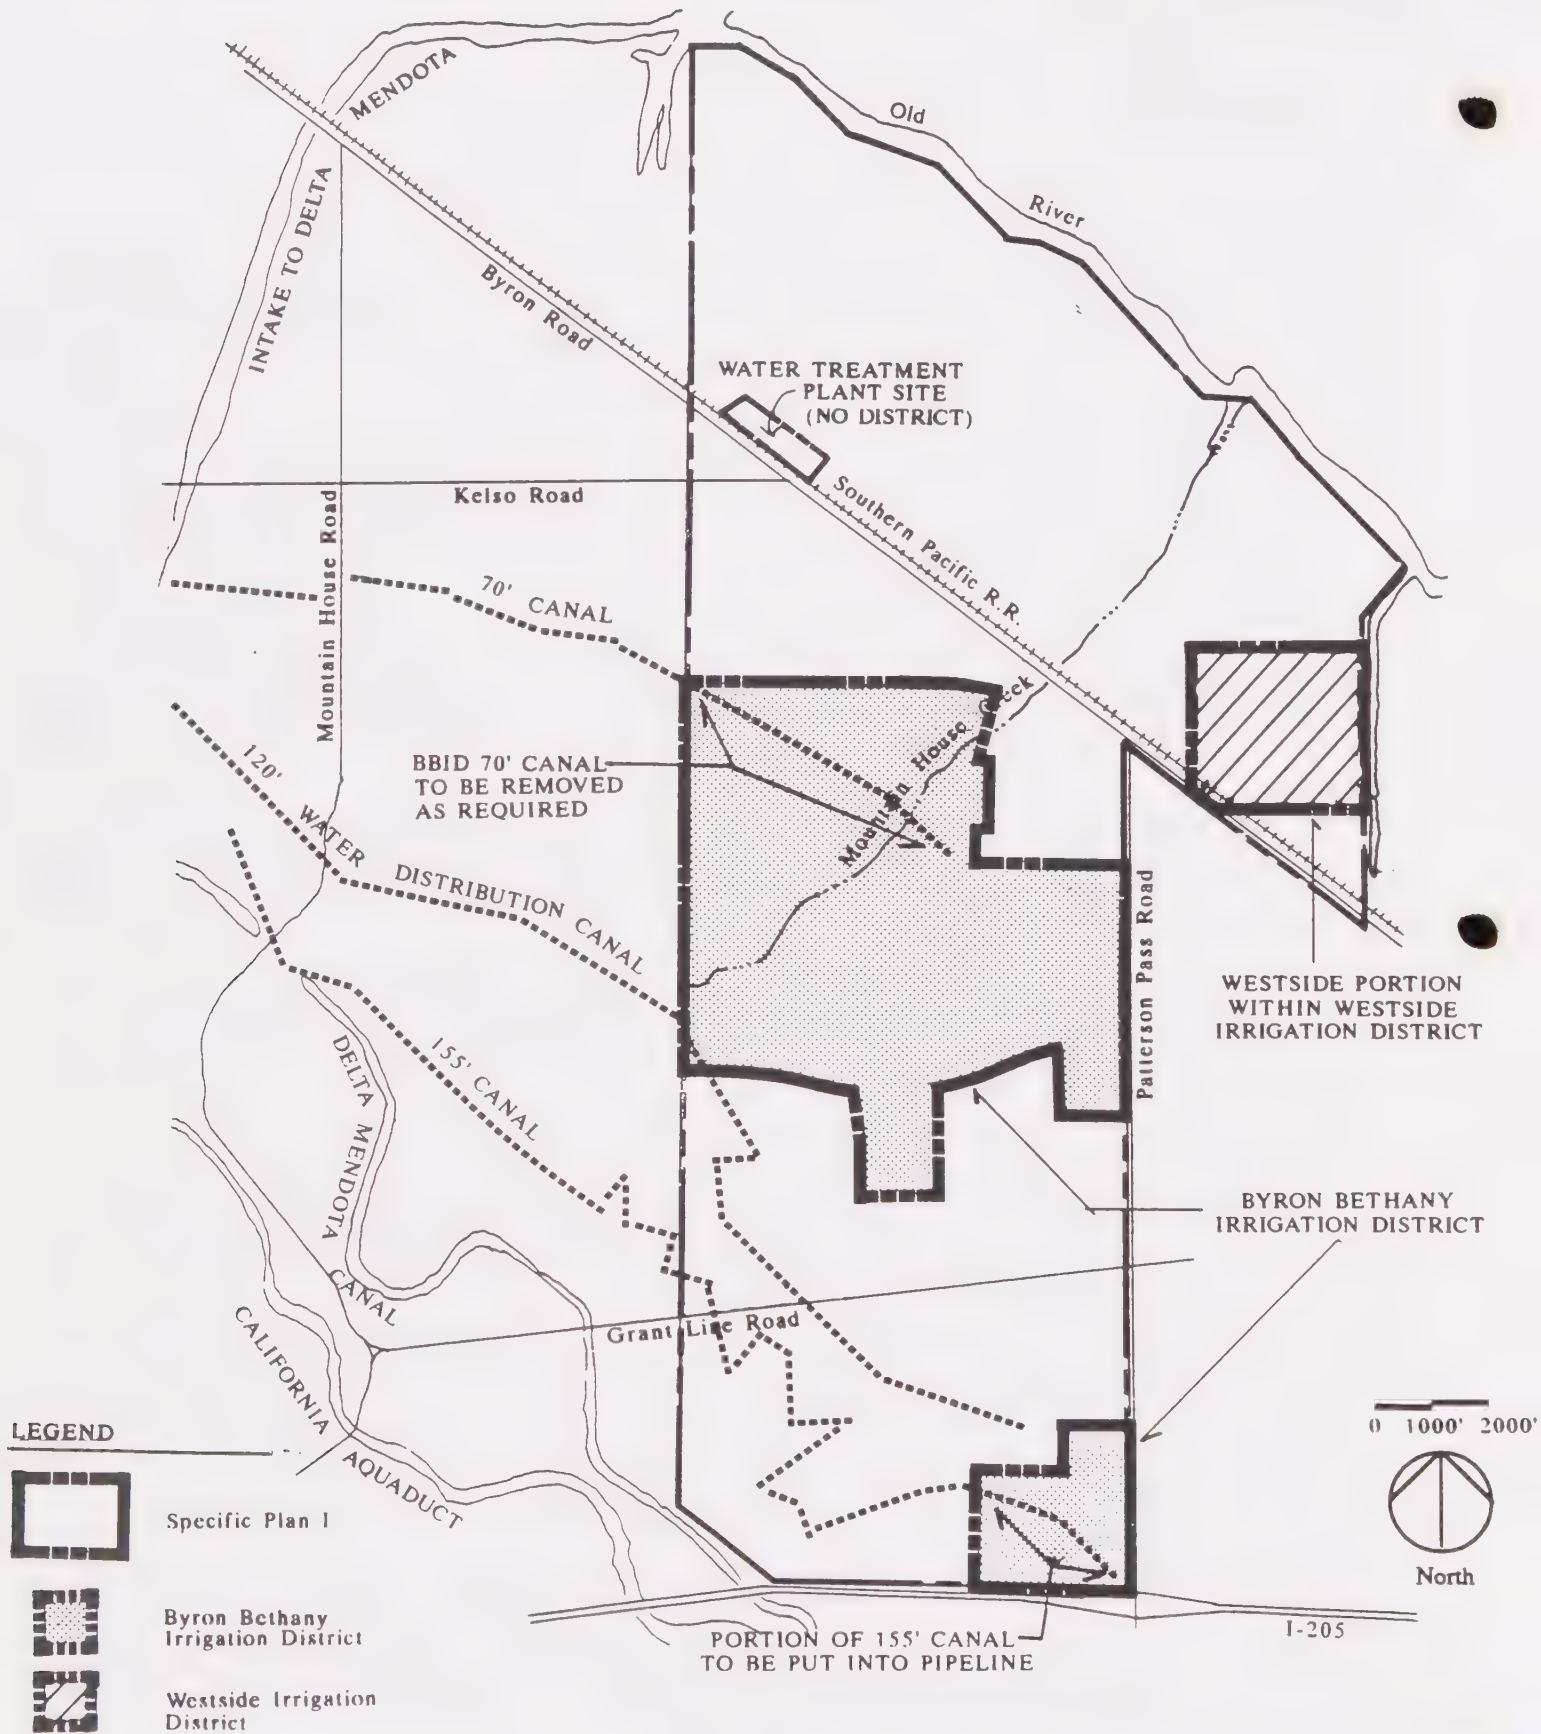 MENDOTA
Old
River
INTAKE TO DELTA
Byron Road
WATER TREATMENT
PLANT SITE
(NO DISTRICT)
Kelso Road
Southern Pacific R.R.
Mountain House Road
70' CANAL
Mountain House Creek
BBID 70' CANAL
TO BE REMOVED
AS REQUIRED
120' WATER DISTRIBUTION CANAL
Patterson Pass Road
WESTSIDE PORTION
WITHIN WESTSIDE
IRRIGATION DISTRICT
155' CANAL
DELTA MENDOTA CANAL
BYRON BETHANY
IRRIGATION DISTRICT
Grant Line Road
CALIFORNIA AQUADUCT
0 1000' 2000'
North
LEGEND
Specific Plan I
Byron Bethany
Irrigation District
Westside Irrigation
District
PORTION OF 155' CANAL
TO BE PUT INTO PIPELINE
I-205